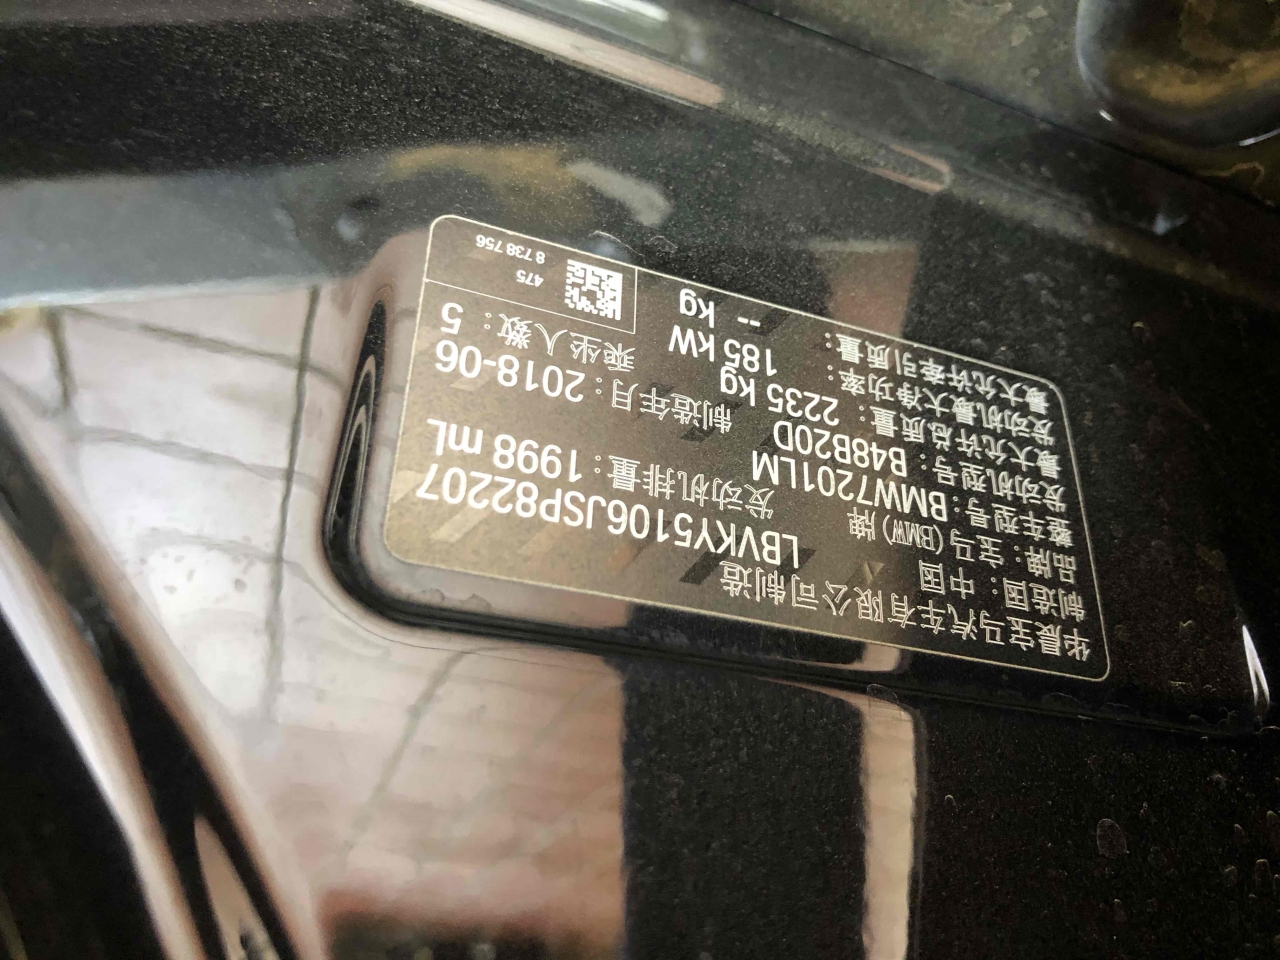 华晨宝马汽车有限公司制造
制造国：中国 LBVKY5106JSP82207
品牌：宝马(BMW)牌
整车型号：BMW7201LM 发动机排量：1998 mL
发动机型号：B48B20D
最大允许总质量：2235 kg 制造年月：2018-06
发动机最大净功率：185 kW 乘坐人数：5
最大允许牵引质量：-- kg
475
8 738 756